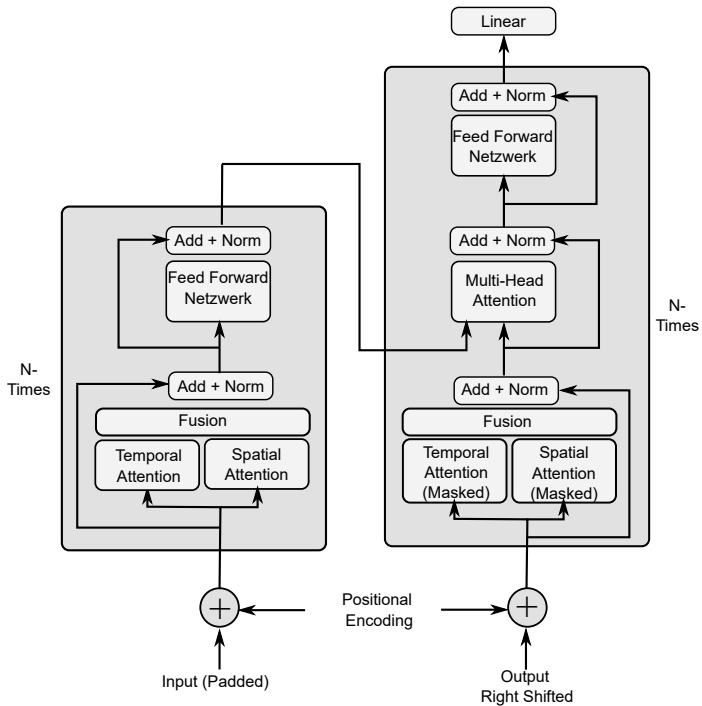 Linear
Add + Norm
Feed Forward
Netzwerk
N-
Times
Add + Norm
Multi-Head
Attention
Add + Norm
Fusion
Temporal
Attention
(Masked)
Spatial
Attention
(Masked)
Add + Norm
Feed Forward
Netzwerk
N-
Times
Add + Norm
Fusion
Temporal
Attention
Spatial
Attention
Positional
Encoding
Input (Padded)
Output
Right Shifted